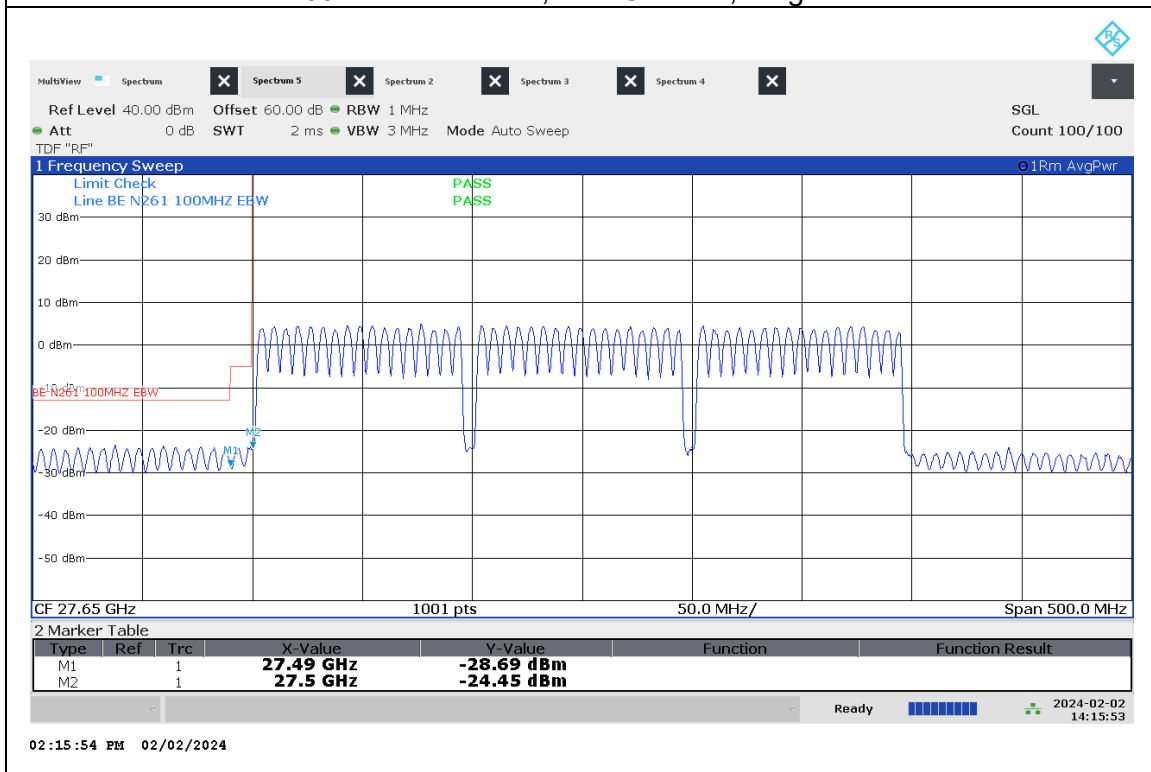 R&S
MultiView Spectrum Spectrum 5 Spectrum 2 Spectrum 3 Spectrum 4
Ref Level 40.00 dBm Offset 60.00 dB RBW 1 MHz SGL
Att 0 dB SWT 2 ms VBW 3 MHz Mode Auto Sweep Count 100/100
TDF "RF"
1 Frequency Sweep 1Rm AvgPwr
Limit Check PASS
Line BE N261 100MHZ EBW PASS
30 dBm
20 dBm
10 dBm
0 dBm
-10 dBm
BE N261 100MHZ EBW
-20 dBm
M2
M1
-30 dBm
-40 dBm
-50 dBm
CF 27.65 GHz 1001 pts 50.0 MHz/ Span 500.0 MHz
2 Marker Table
Type Ref Trc X-Value Y-Value Function Function Result
M1 1 27.49 GHz -28.69 dBm
M2 1 27.5 GHz -24.45 dBm
Ready 2024-02-02
14:15:53
02:15:54 PM 02/02/2024